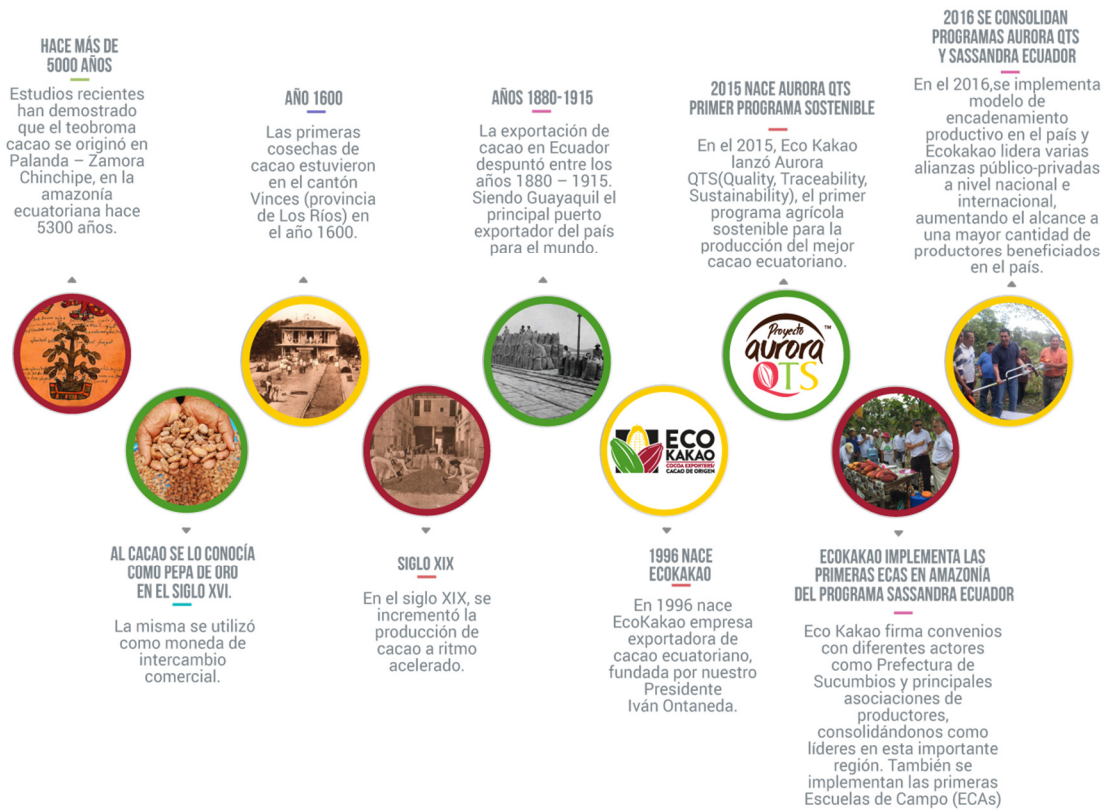 HACE MÁS DE
5000 AÑOS
Estudios recientes
han demostrado
que el teobroma
cacao se originó en
Palanda – Zamora
Chinchipe, en la
amazonía
ecuatoriana hace
5300 años.
AL CACAO SE LO CONOCÍA
COMO PEPA DE ORO
EN EL SIGLO XVI.
La misma se utilizó
como moneda de
intercambio
comercial.
AÑO 1600
Las primeras
cosechas de
cacao estuvieron
en el cantón
Vinces (provincia
de Los Ríos) en
el año 1600.
SIGLO XIX
En el siglo XIX, se
incrementó la
producción de
cacao a ritmo
acelerado.
AÑOS 1880-1915
La exportación de
cacao en Ecuador
despuntó entre los
años 1880 – 1915.
Siendo Guayaquil el
principal puerto
exportador del país
para el mundo.
ECO
KAKAO
COCOA EXPORTERS/
CACAO DE ORIGEN
1996 NACE
ECOKAKAO
En 1996 nace
EcoKakao empresa
exportadora de
cacao ecuatoriano,
fundada por nuestro
Presidente
Iván Ontaneda.
2015 NACE AURORA QTS
PRIMER PROGRAMA SOSTENIBLE
En el 2015, Eco Kakao
lanzó Aurora
QTS(Quality, Traceability,
Sustainability), el primer
programa agrícola
sostenible para la
producción del mejor
cacao ecuatoriano.
Proyecto
aurora™
QTS
ECOKAKAO IMPLEMENTA LAS
PRIMERAS ECAS EN AMAZONÍA
DEL PROGRAMA SASSANDRA ECUADOR
Eco Kakao firma convenios
con diferentes actores
como Prefectura de
Sucumbios y principales
asociaciones de
productores,
consolidándonos como
líderes en esta importante
región. También se
implementan las primeras
Escuelas de Campo (ECAs)
2016 SE CONSOLIDAN
PROGRAMAS AURORA QTS
Y SASSANDRA ECUADOR
En el 2016,se implementa
modelo de
encadenamiento
productivo en el país y
Ecokakao lidera varias
alianzas público-privadas
a nivel nacional e
internacional,
aumentando el alcance a
una mayor cantidad de
productores beneficiados
en el país.